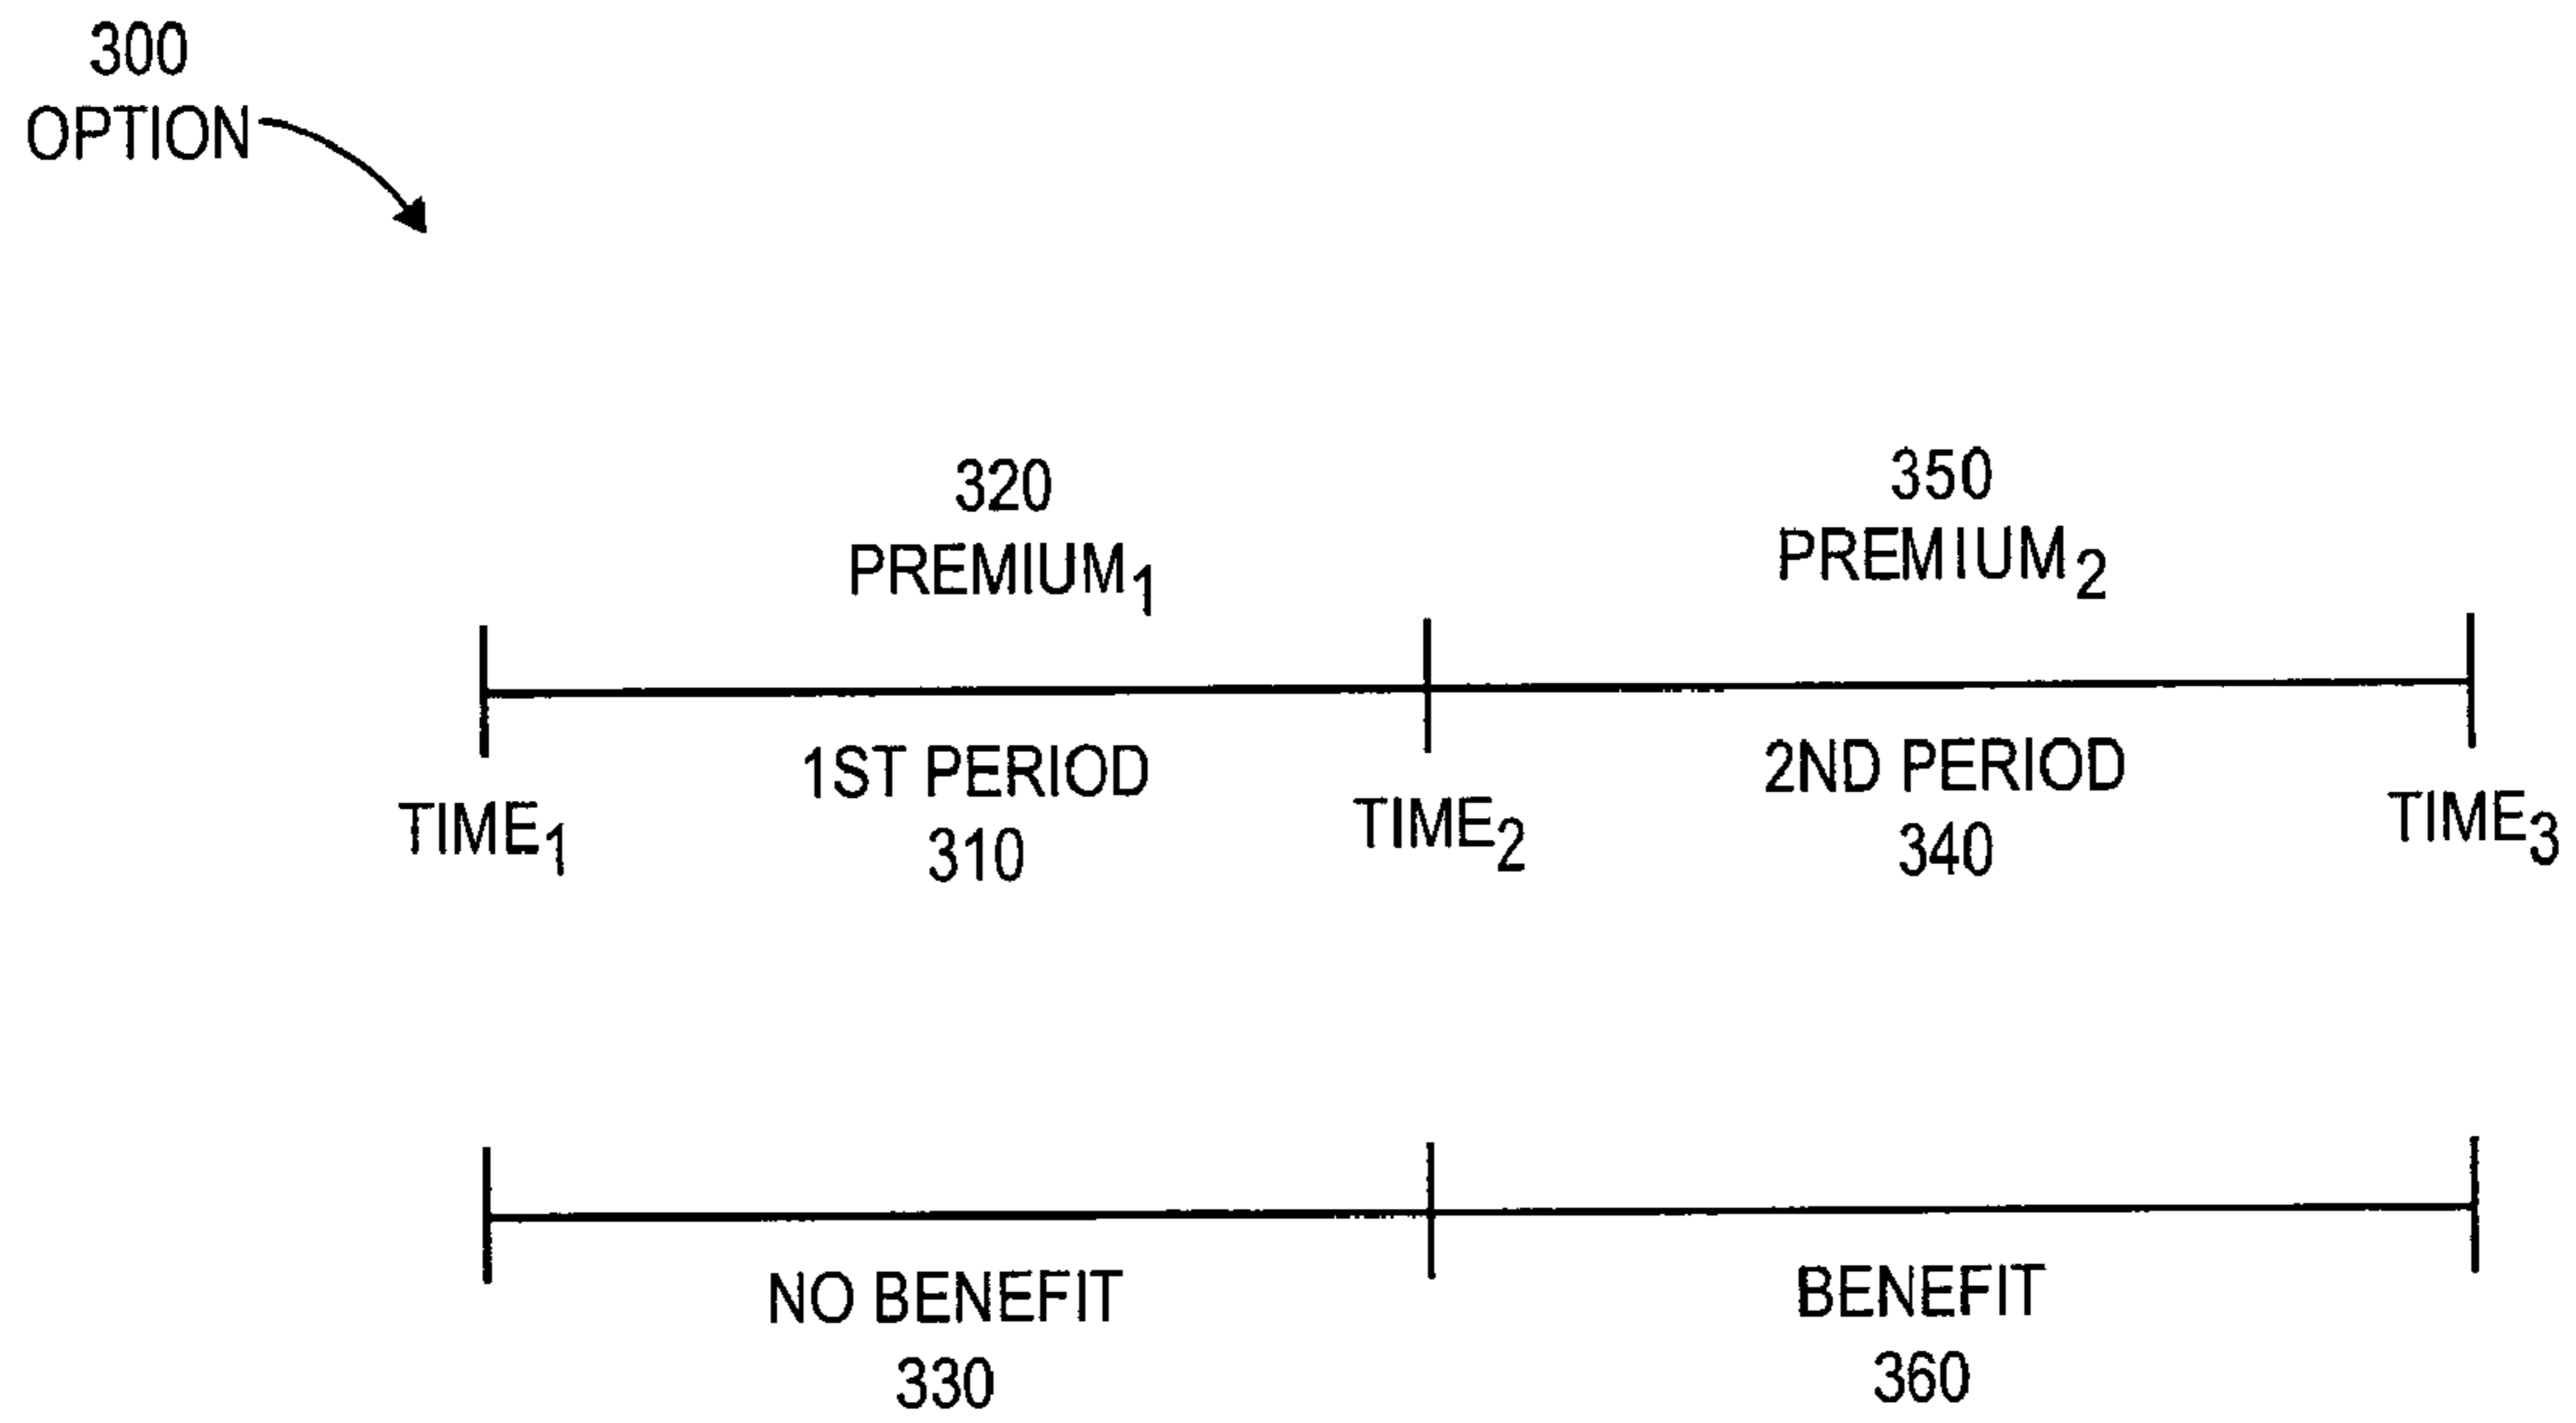 300
OPTION
320
PREMIUM₁
350
PREMIUM₂
1ST PERIOD
310
2ND PERIOD
340
TIME₁
TIME₂
TIME₃
NO BENEFIT
330
BENEFIT
360